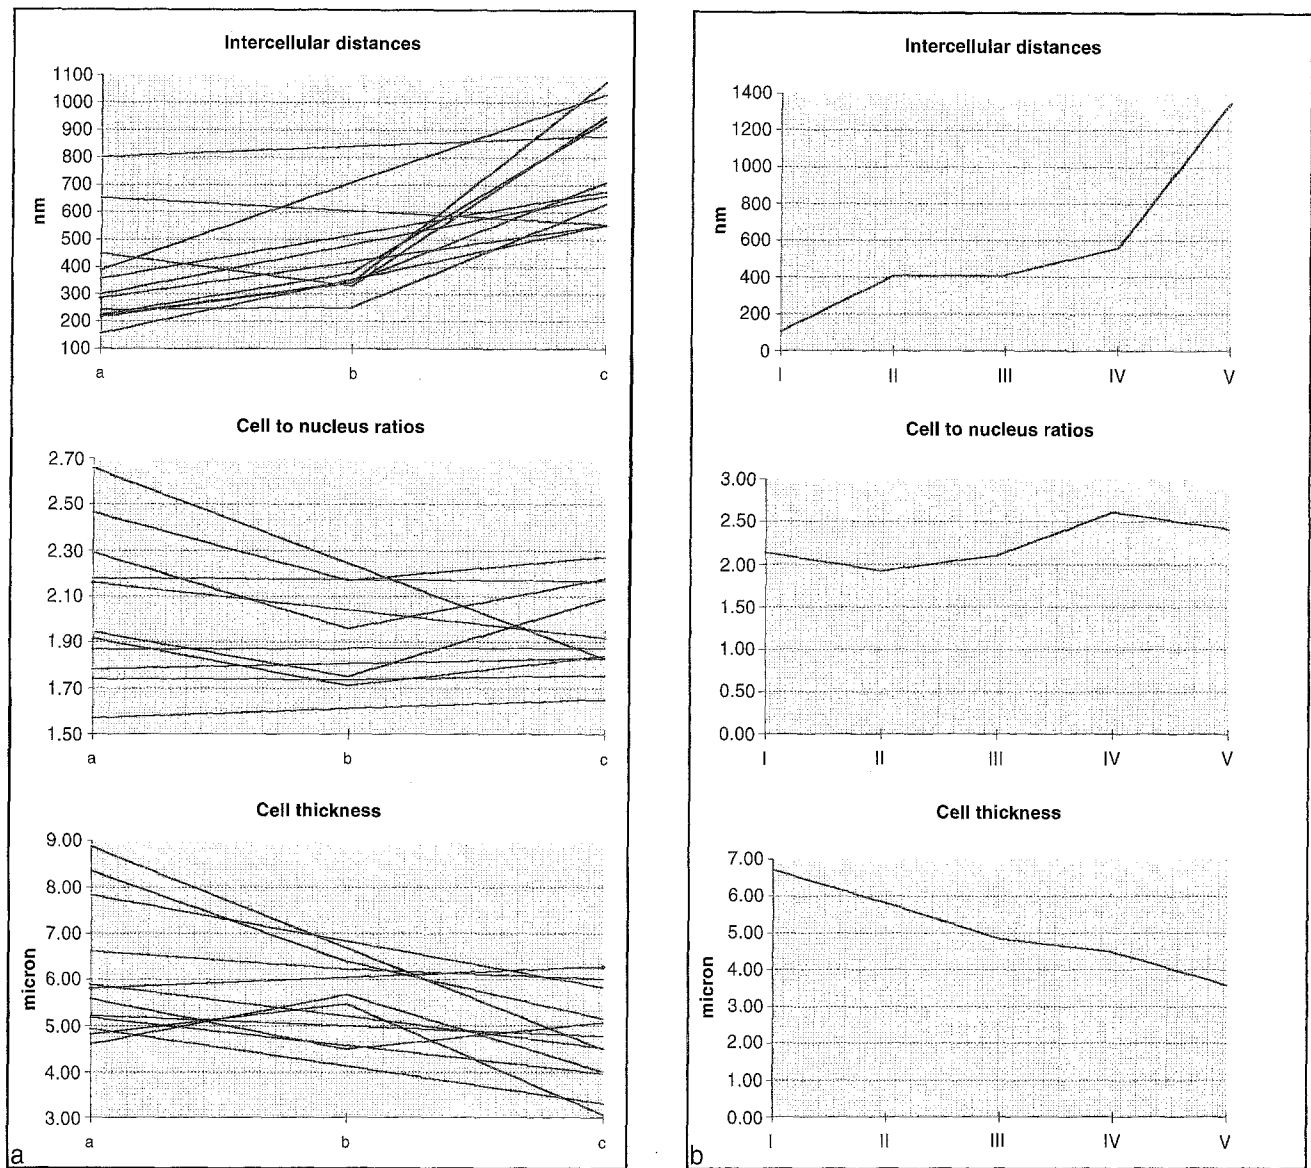 Intercellular distances
1100
1000
900
800
700
600
500
400
300
200
100
nm
a b c
Cell to nucleus ratios
2.70
2.50
2.30
2.10
1.90
1.70
1.50
a b c
Cell thickness
9.00
8.00
7.00
6.00
5.00
4.00
3.00
micron
a b c
a
Intercellular distances
1400
1200
1000
800
600
400
200
0
nm
I II III IV V
Cell to nucleus ratios
3.00
2.50
2.00
1.50
1.00
0.50
0.00
I II III IV V
Cell thickness
7.00
6.00
5.00
4.00
3.00
2.00
1.00
0.00
micron
I II III IV V
b